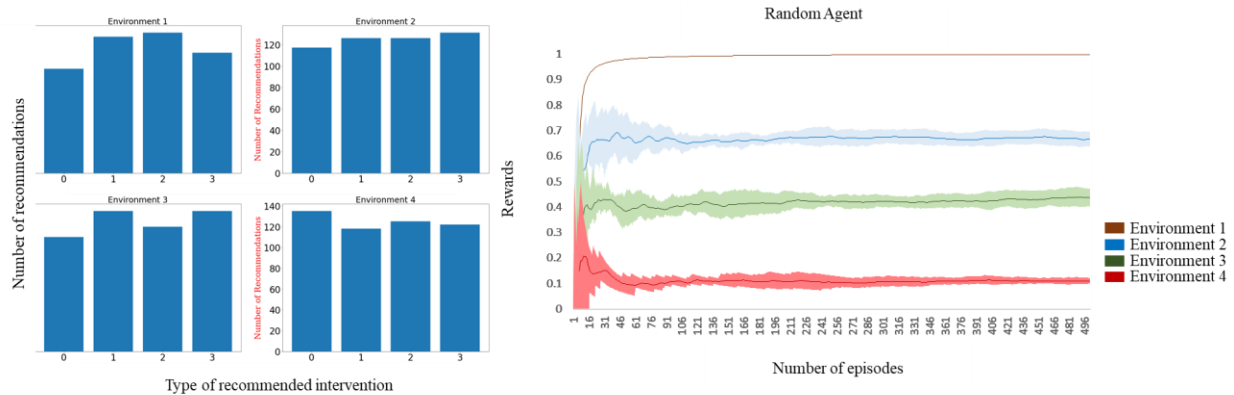 Environment 1
Number of recommendations
0 1 2 3
Environment 2
Number of Recommendations
120
100
80
60
40
20
0
0 1 2 3
Environment 3
0 1 2 3
Environment 4
Number of Recommendations
140
120
100
80
60
40
20
0
0 1 2 3
Type of recommended intervention
Random Agent
Rewards
1
0.9
0.8
0.7
0.6
0.5
0.4
0.3
0.2
0.1
0
1 16 31 46 61 76 91 106 121 136 151 166 181 196 211 226 241 256 271 286 301 316 331 346 361 376 391 406 421 436 451 466 481 496
Number of episodes
Environment 1
Environment 2
Environment 3
Environment 4